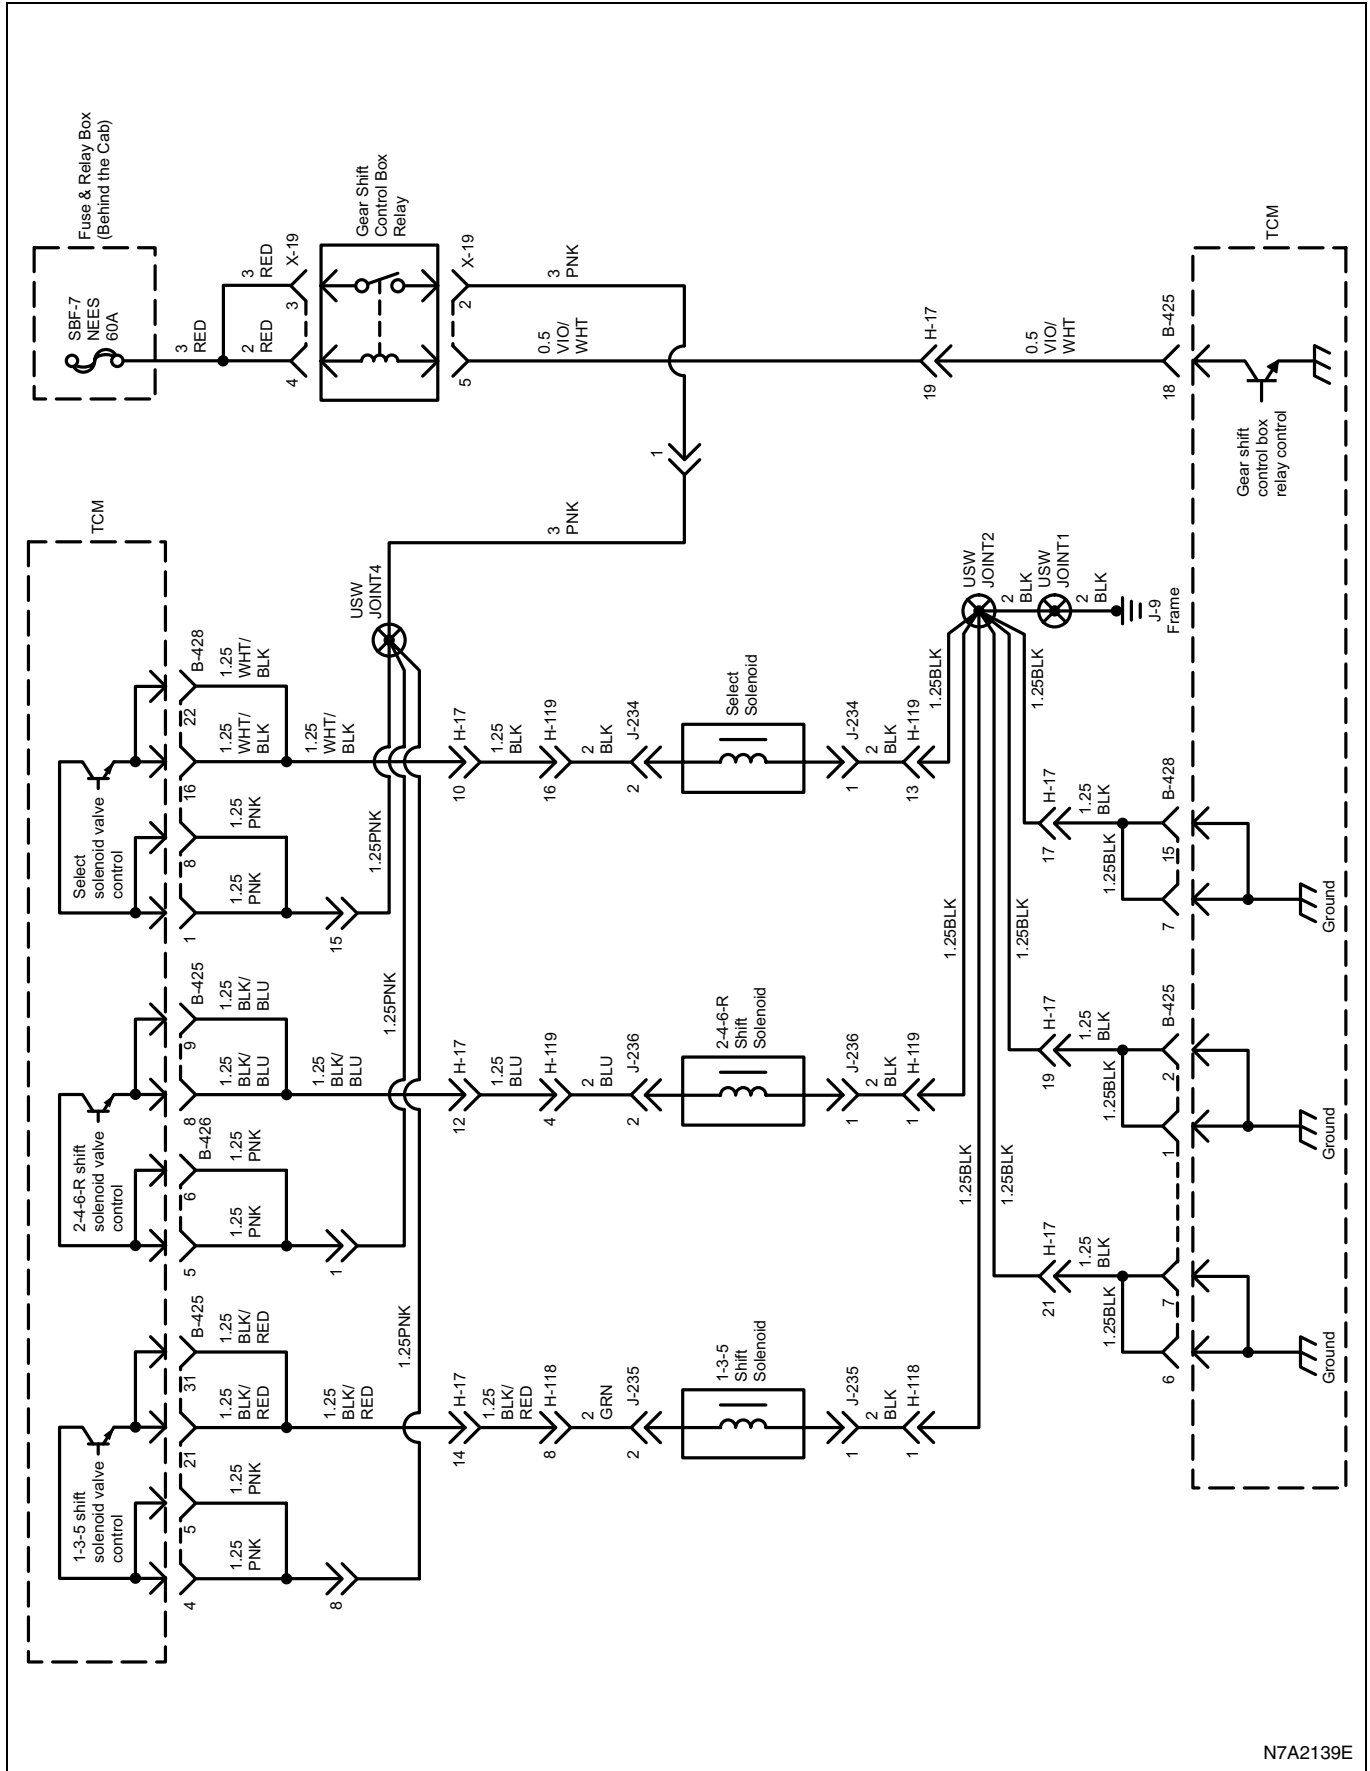 Fuse & Relay Box
(Behind the Cab)
SBF-7
NEES
60A
3
RED
3
RED
2
RED
X-19
3
4
Gear Shift
Control Box
Relay
X-19
2
5
3
PNK
0.5
VIO/
WHT
H-17
19
0.5
VIO/
WHT
B-425
18
TCM
Gear shift
control box
relay control
1
3
PNK
USW
JOINT4
TCM
Select
solenoid valve
control
B-428
22
16
8
1
1.25
WHT/
BLK
1.25
WHT/
BLK
1.25
WHT/
BLK
1.25
PNK
1.25
PNK
15
1.25PNK
H-17
10
1.25
BLK
H-119
16
2
BLK
J-234
2
Select
Solenoid
J-234
1
2
BLK
H-119
13
1.25BLK
2-4-6-R shift
solenoid valve
control
B-425
9
8
B-426
6
5
1.25
BLK/
BLU
1.25
BLK/
BLU
1.25
BLK/
BLU
1.25
PNK
1.25
PNK
1
1.25PNK
H-17
12
1.25
BLU
H-119
4
2
BLU
J-236
2
2-4-6-R
Shift
Solenoid
J-236
1
2
BLK
H-119
1
1.25BLK
1-3-5 shift
solenoid valve
control
B-425
31
21
5
4
1.25
BLK/
RED
1.25
BLK/
RED
1.25
BLK/
RED
1.25
PNK
1.25
PNK
8
1.25PNK
H-17
14
1.25
BLK/
RED
H-118
8
2
GRN
J-235
2
1-3-5
Shift
Solenoid
J-235
1
2
BLK
H-118
1
1.25BLK
USW
JOINT2
2
BLK
USW
JOINT1
2
BLK
J-9
Frame
1.25BLK
H-17
17
1.25
BLK
1.25BLK
B-428
15
7
Ground
1.25BLK
H-17
19
1.25
BLK
1.25BLK
B-425
2
1
Ground
1.25BLK
H-17
21
1.25
BLK
1.25BLK
7
6
Ground
N7A2139E